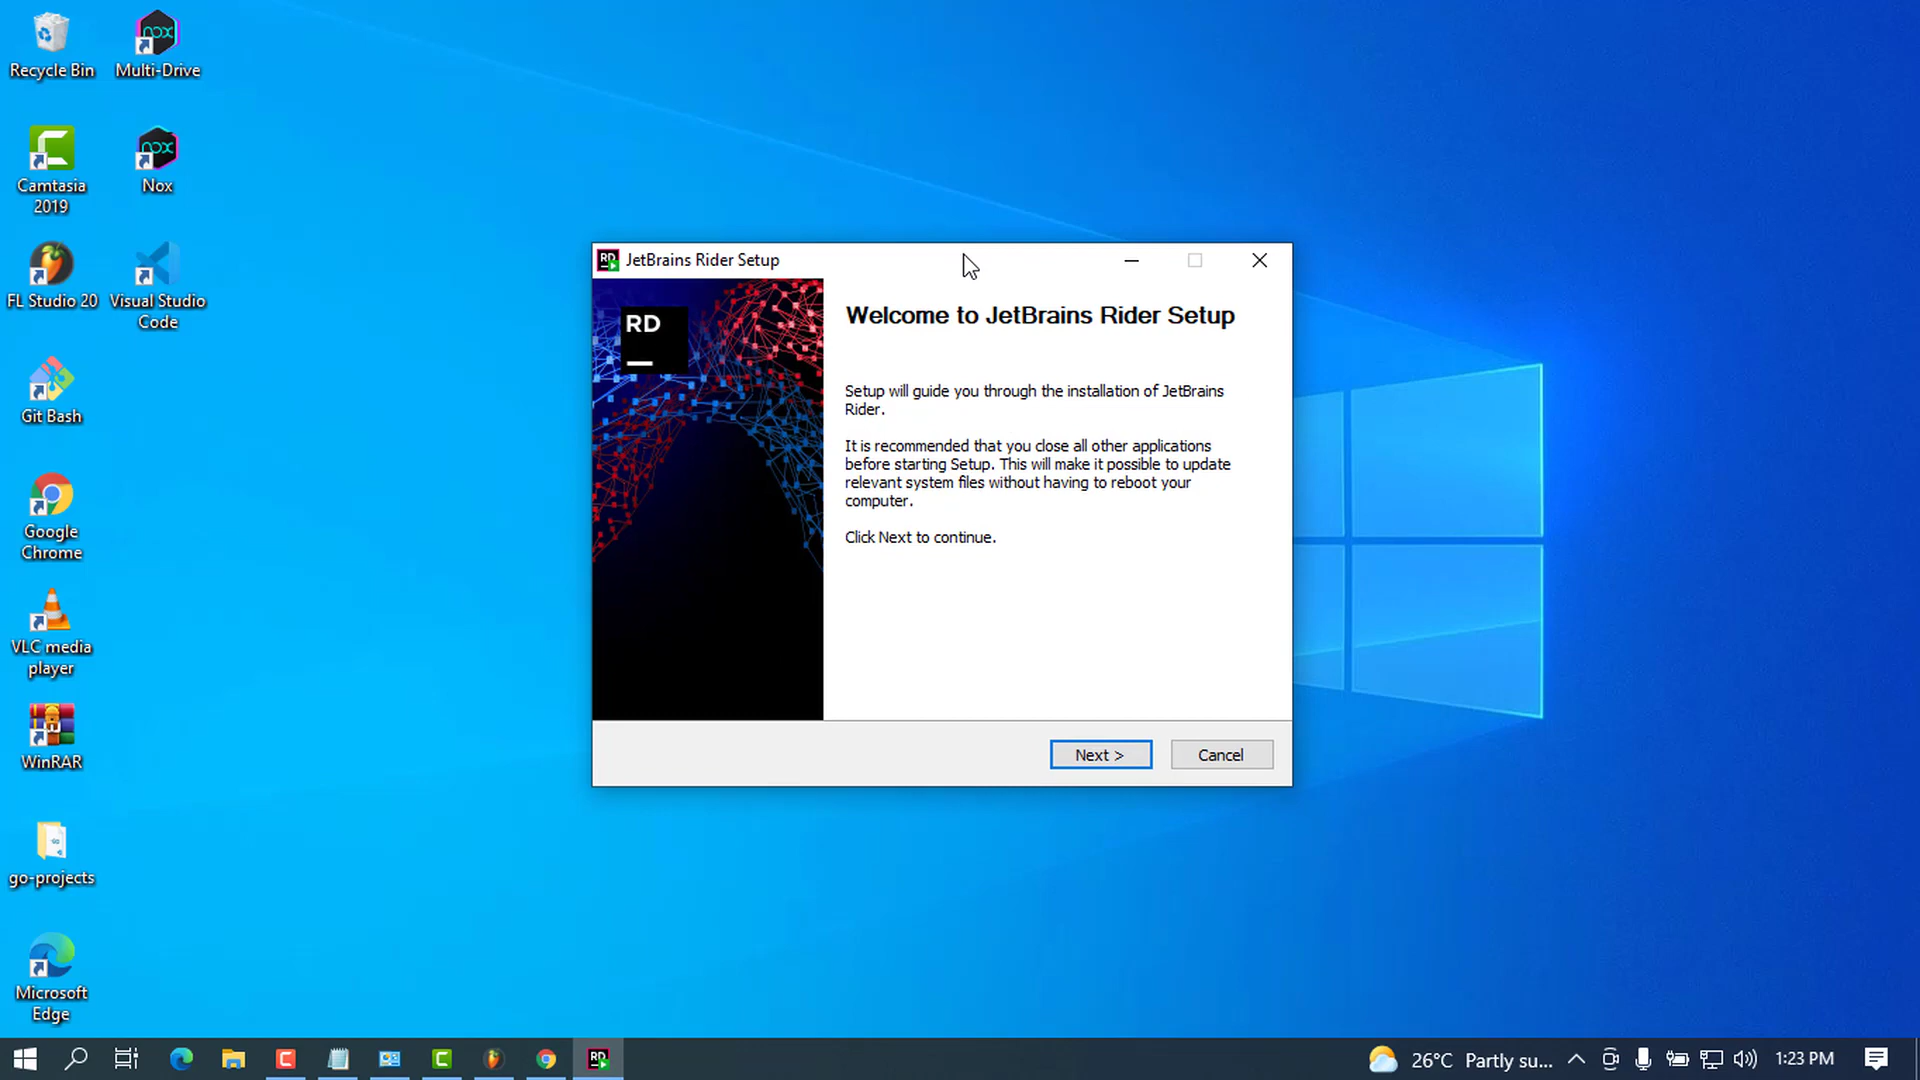 Recycle Bin
Multi-Drive
Camtasia
2019
Nox
FL Studio 20
Visual Studio
Code
Git Bash
Google
Chrome
VLC media
player
WinRAR
go-projects
Microsoft
Edge
JetBrains Rider Setup
RD
Welcome to JetBrains Rider Setup
Setup will guide you through the installation of JetBrains
Rider.
It is recommended that you close all other applications
before starting Setup. This will make it possible to update
relevant system files without having to reboot your
computer.
Click Next to continue.
Next >
Cancel
26°C Partly su...
1:23 PM